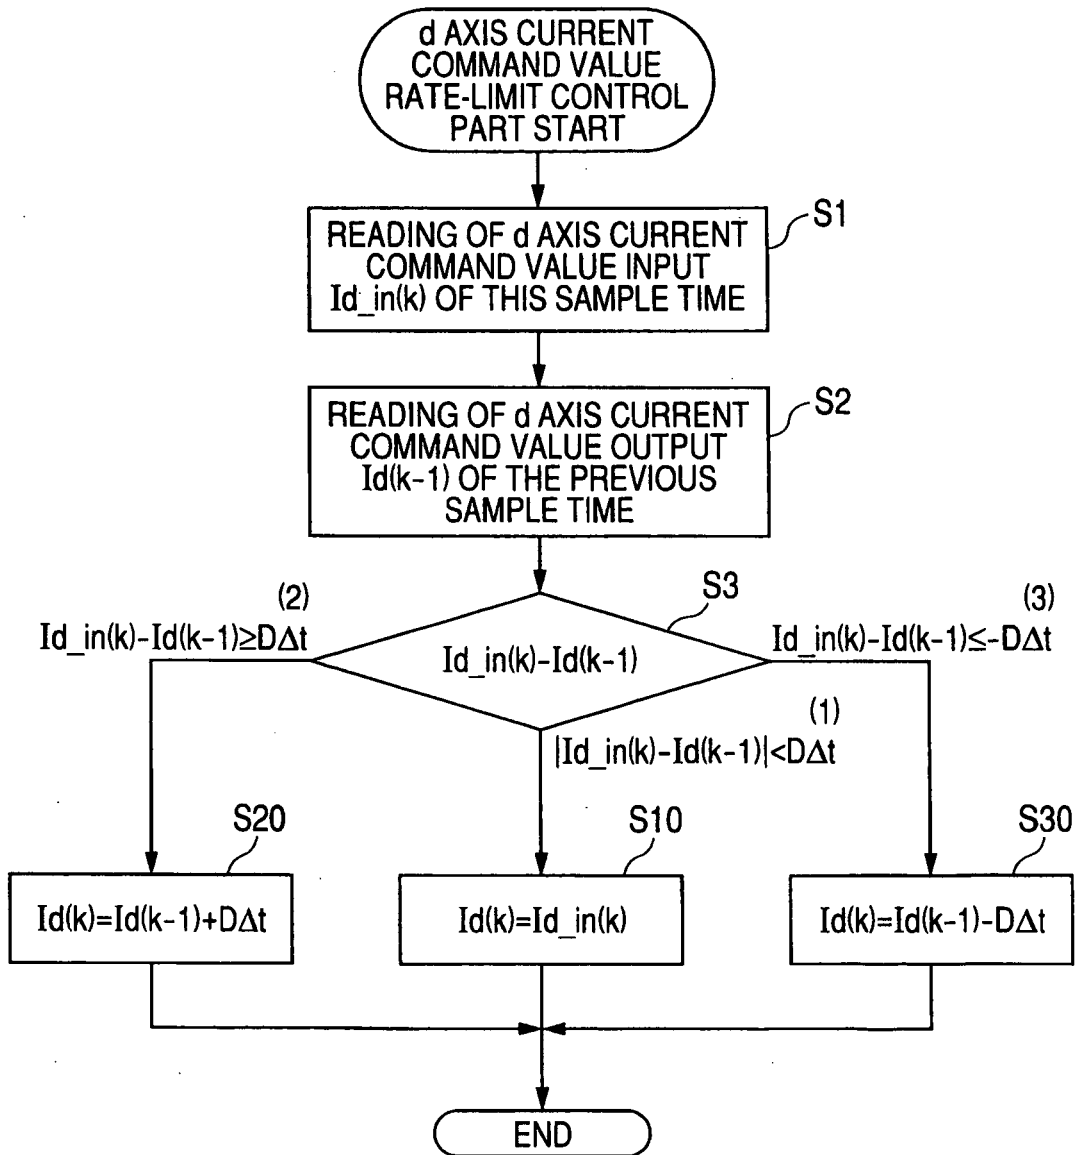 d AXIS CURRENT
COMMAND VALUE
RATE-LIMIT CONTROL
PART START
S1
READING OF d AXIS CURRENT
COMMAND VALUE INPUT
Id_in(k) OF THIS SAMPLE TIME
S2
READING OF d AXIS CURRENT
COMMAND VALUE OUTPUT
Id(k-1) OF THE PREVIOUS
SAMPLE TIME
S3
(2)
Id_in(k)-Id(k-1)≥DΔt
Id_in(k)-Id(k-1)
(3)
Id_in(k)-Id(k-1)≤-DΔt
(1)
|Id_in(k)-Id(k-1)|<DΔt
S20
Id(k)=Id(k-1)+DΔt
S10
Id(k)=Id_in(k)
S30
Id(k)=Id(k-1)-DΔt
END